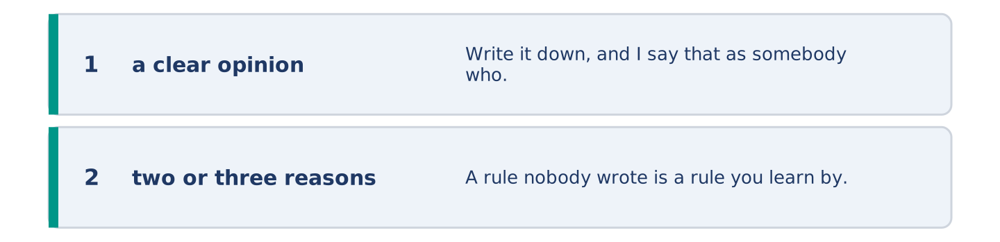 1 a clear opinion
Write it down, and I say that as somebody
who.
2 two or three reasons
A rule nobody wrote is a rule you learn by.